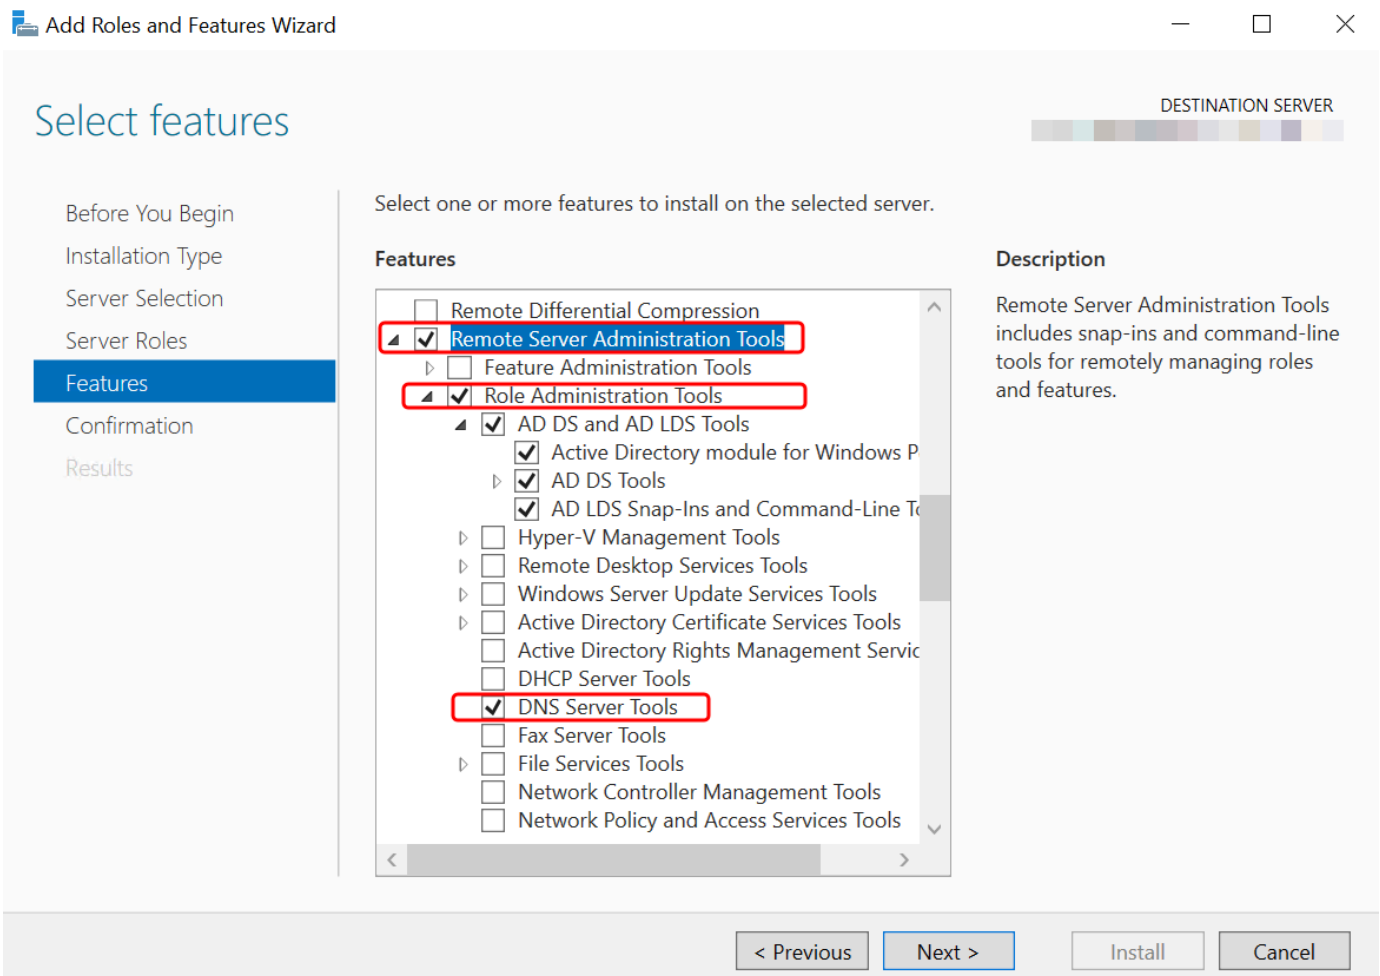 Add Roles and Features Wizard
Select features
DESTINATION SERVER
Before You Begin
Installation Type
Server Selection
Server Roles
Features
Confirmation
Results
Select one or more features to install on the selected server.
Features
Remote Differential Compression
Remote Server Administration Tools
Feature Administration Tools
Role Administration Tools
AD DS and AD LDS Tools
Active Directory module for Windows P
AD DS Tools
AD LDS Snap-Ins and Command-Line To
Hyper-V Management Tools
Remote Desktop Services Tools
Windows Server Update Services Tools
Active Directory Certificate Services Tools
Active Directory Rights Management Servic
DHCP Server Tools
DNS Server Tools
Fax Server Tools
File Services Tools
Network Controller Management Tools
Network Policy and Access Services Tools
Description
Remote Server Administration Tools
includes snap-ins and command-line
tools for remotely managing roles
and features.
< Previous
Next >
Install
Cancel